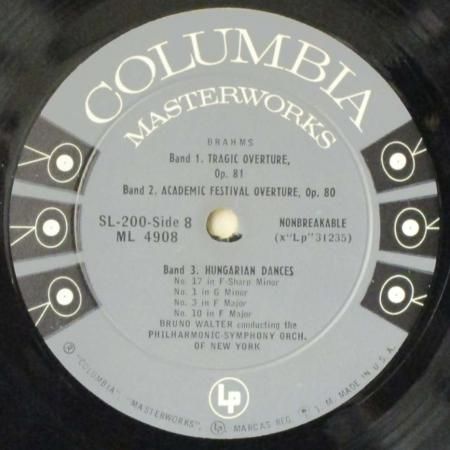 COLUMBIA
MASTERWORKS
BRAHMS
Band 1. TRAGIC OVERTURE,
Op. 81
Band 2. ACADEMIC FESTIVAL OVERTURE, Op. 80
SL-200-Side 8 NONBREAKABLE
ML 4908 (x"Lp"31235)
Band 3. HUNGARIAN DANCES
No. 17 in F-Sharp Minor
No. 1 in G Minor
No. 3 in F Major
No. 10 in F Major
BRUNO WALTER conducting the
PHILHARMONIC-SYMPHONY ORCH.
OF NEW YORK
Lp
® "COLUMBIA", "MASTERWORKS", Lp MARCAS REG. T. M. MADE IN U.S.A.